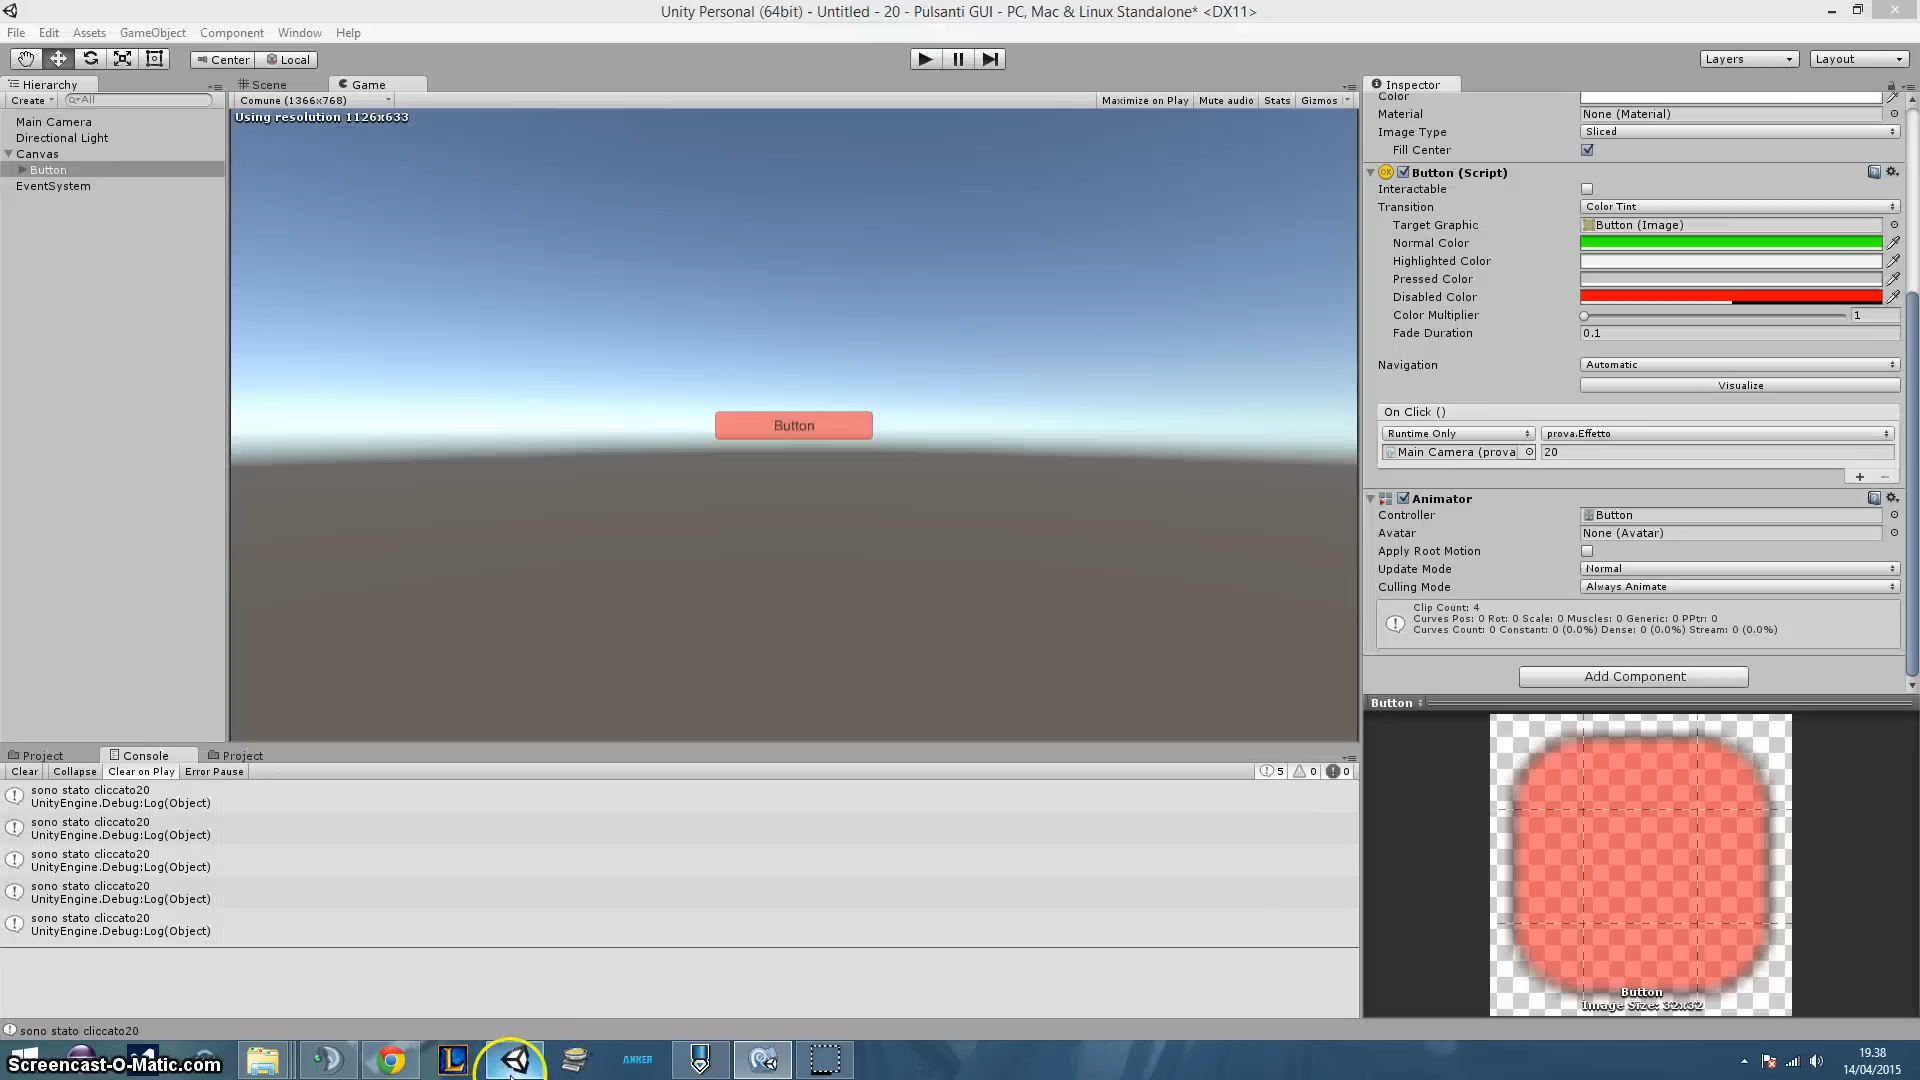 Unity Personal (64bit) - Untitled - 20 - Pulsanti GUI - PC, Mac & Linux Standalone* <DX11>
File Edit Assets GameObject Component Window Help
Center Local
Layers Layout
Hierarchy
Create All
Main Camera
Directional Light
Canvas
Button
EventSystem
Scene Game
Comune (1366x768)
Maximize on Play Mute audio Stats Gizmos
Using resolution 1126x633
Button
Inspector
Color
Material None (Material)
Image Type Sliced
Fill Center
Button (Script)
Interactable
Transition Color Tint
Target Graphic Button (Image)
Normal Color
Highlighted Color
Pressed Color
Disabled Color
Color Multiplier 1
Fade Duration 0.1
Navigation Automatic
Visualize
On Click ()
Runtime Only prova.Effetto
Main Camera (prova 20
Animator
Controller Button
Avatar None (Avatar)
Apply Root Motion
Update Mode Normal
Culling Mode Always Animate
Clip Count: 4
Curves Pos: 0 Rot: 0 Scale: 0 Muscles: 0 Generic: 0 PPtr: 0
Curves Count: 0 Constant: 0 (0.0%) Dense: 0 (0.0%) Stream: 0 (0.0%)
Add Component
Button
Button
Image Size: 32x32
Project Console Project
Clear Collapse Clear on Play Error Pause
5 0 0
sono stato cliccato20
UnityEngine.Debug:Log(Object)
sono stato cliccato20
UnityEngine.Debug:Log(Object)
sono stato cliccato20
UnityEngine.Debug:Log(Object)
sono stato cliccato20
UnityEngine.Debug:Log(Object)
sono stato cliccato20
UnityEngine.Debug:Log(Object)
sono stato cliccato20
Screencast-O-Matic.com
ANKER
19.38
14/04/2015